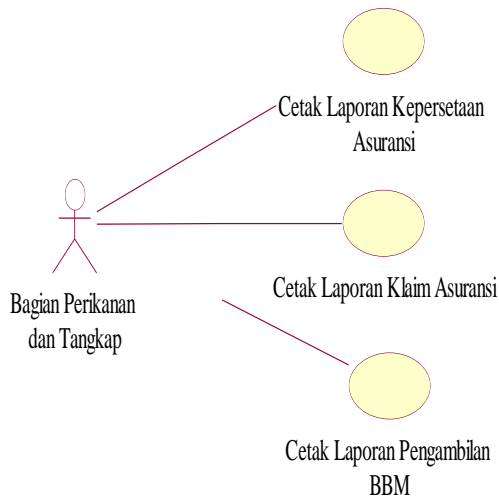 Cetak Laporan Kepersetaan
Asuransi
Bagian Perikanan
dan Tangkap
Cetak Laporan Klaim Asuransi
Cetak Laporan Pengambilan
BBM